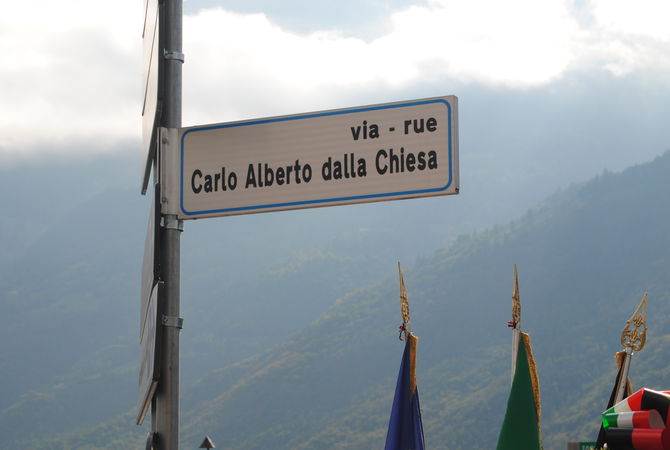 via - rue
Carlo Alberto dalla Chiesa